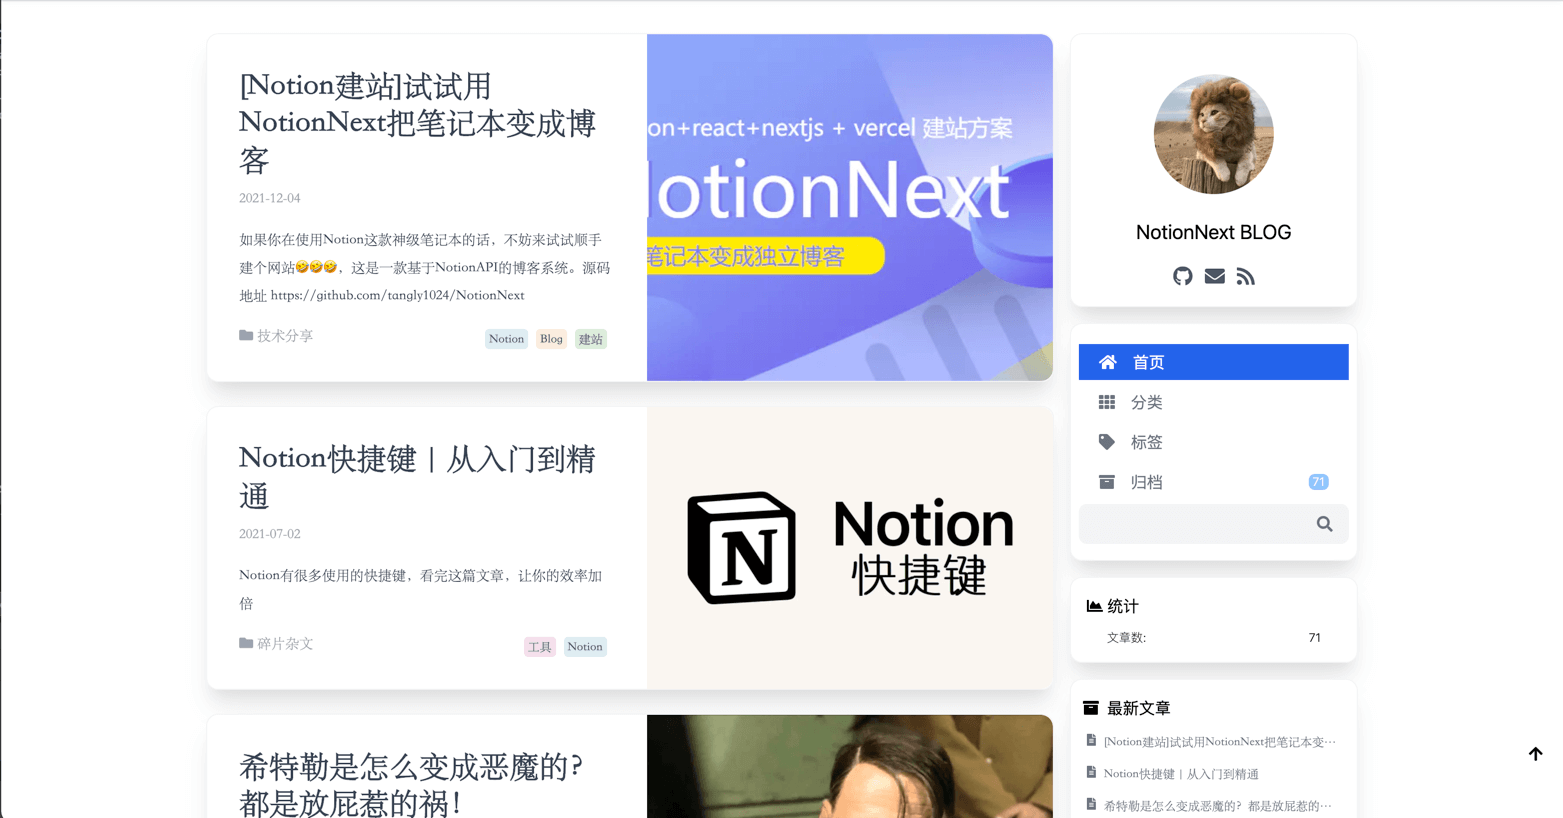 [Notion建站]试试用
NotionNext把笔记本变成博
客
2021-12-04
如果你在使用Notion这款神级笔记本的话，不妨来试试顺手
建个网站🤣🤣🤣，这是一款基于NotionAPI的博客系统。源码
地址 https://github.com/tangly1024/NotionNext
技术分享
Notion Blog 建站
on+react+nextjs + vercel 建站方案
NotionNext
笔记本变成独立博客
Notion快捷键 | 从入门到精
通
2021-07-02
Notion有很多使用的快捷键，看完这篇文章，让你的效率加
倍
碎片杂文
工具 Notion
N
Notion
快捷键
希特勒是怎么变成恶魔的？
都是放屁惹的祸！
NotionNext BLOG
首页
分类
标签
归档 71
统计
文章数: 71
最新文章
[Notion建站]试试用NotionNext把笔记本变…
Notion快捷键 | 从入门到精通
希特勒是怎么变成恶魔的？都是放屁惹的…